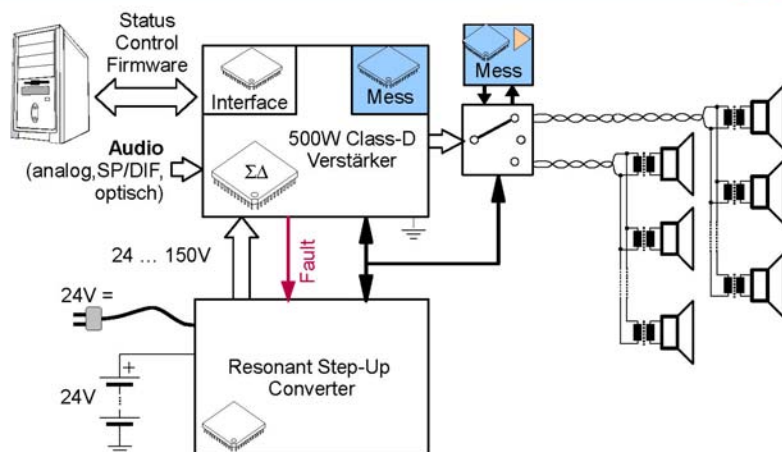 Status
Control
Firmware
Interface
Mess
Mess
Audio
(analog,SP/DIF,
optisch)
ΣΔ
500W Class-D
Verstärker
24 ... 150V
Fault
24V =
+
24V
Resonant Step-Up
Converter